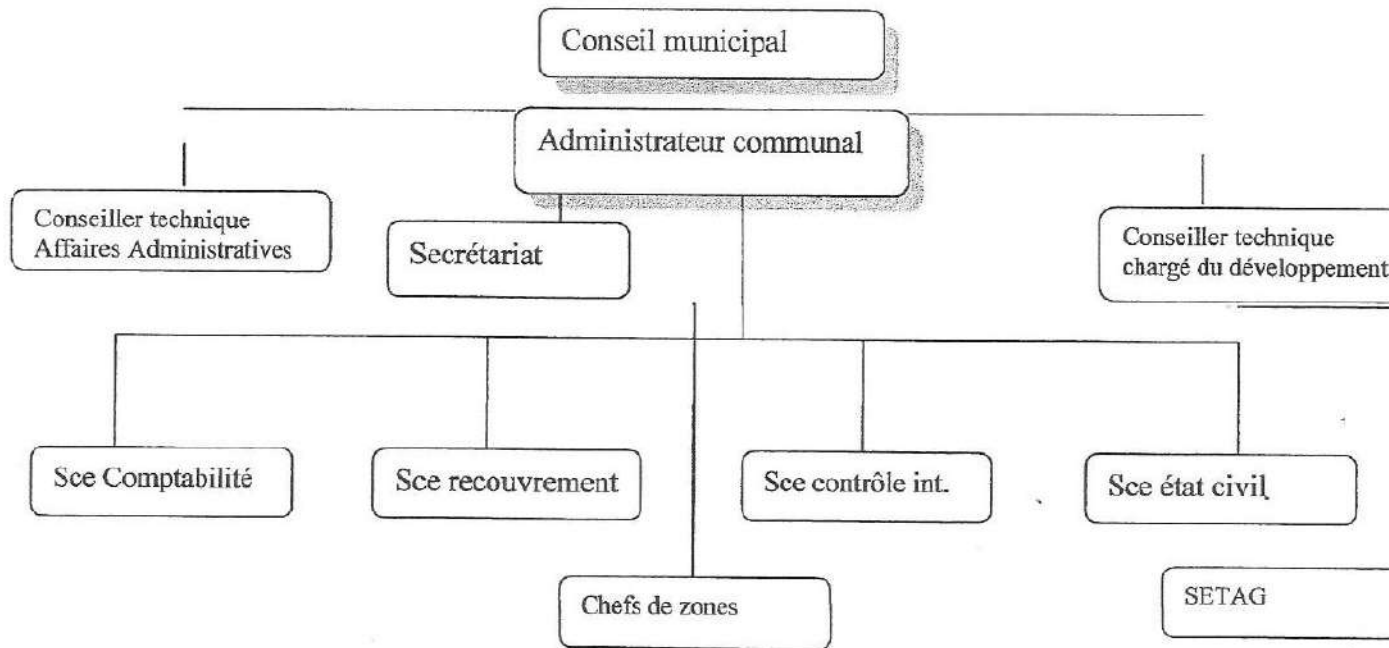 Conseil municipal
Administrateur communal
Conseiller technique
Affaires Administratives
Secrétariat
Conseiller technique
chargé du développement
Sce Comptabilité
Sce recouvrement
Sce contrôle int.
Sce état civil
Chefs de zones
SETAG